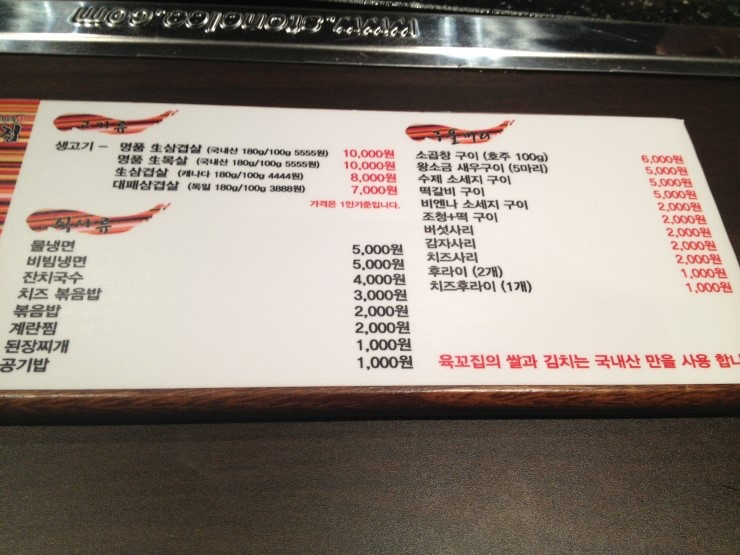 www.stonplaza.com
집
고기류
생고기 - 명품 生삼겹살 (국내산 180g/100g 5555원) 10,000원
명품 生목살 (국내산 180g/100g 5555원) 10,000원
生삼겹살 (캐나다 180g/100g 4444원) 8,000원
대패삼겹살 (독일 180g/100g 3888원) 7,000원
가격은 1인기준입니다.
식사류
물냉면 5,000원
비빔냉면 5,000원
잔치국수 4,000원
치즈 볶음밥 3,000원
볶음밥 2,000원
계란찜 2,000원
된장찌개 1,000원
공기밥 1,000원
구울꺼리
소곱창 구이 (호주 100g) 6,000원
왕소금 새우구이 (5마리) 5,000원
수제 소세지 구이 5,000원
떡갈비 구이 5,000원
비엔나 소세지 구이 2,000원
조청+떡 구이 2,000원
버섯사리 2,000원
감자사리 2,000원
치즈사리 2,000원
후라이 (2개) 1,000원
치즈후라이 (1개) 1,000원
육꼬집의 쌀과 김치는 국내산 만을 사용 합니